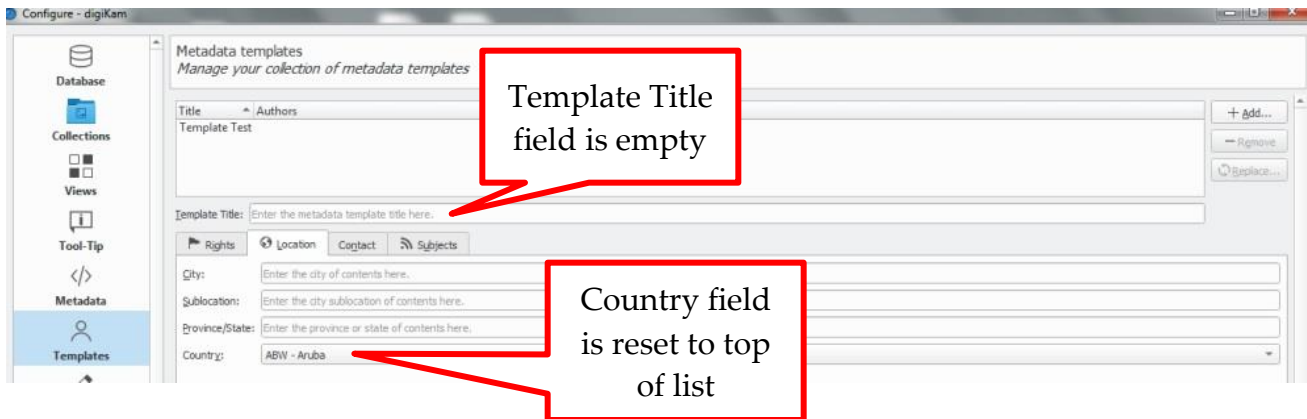 Configure - digiKam
Database
Collections
Views
Tool-Tip
Metadata
Templates
Metadata templates
Manage your collection of metadata templates
Title Authors
Template Test
+ Add...
Remove
Replace...
Template Title: Enter the metadata template title here.
Rights Location Contact Subjects
City: Enter the city of contents here.
Sublocation: Enter the city sublocation of contents here.
Province/State: Enter the province or state of contents here.
Country: ABW - Aruba
Template Title
field is empty
Country field
is reset to top
of list